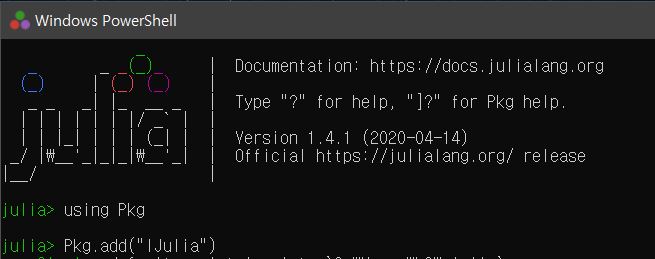 Windows PowerShell
Documentation: https://docs.julialang.org
Type "?" for help, "]?" for Pkg help.
Version 1.4.1 (2020-04-14)
Official https://julialang.org/ release
julia> using Pkg
julia> Pkg.add("IJulia")